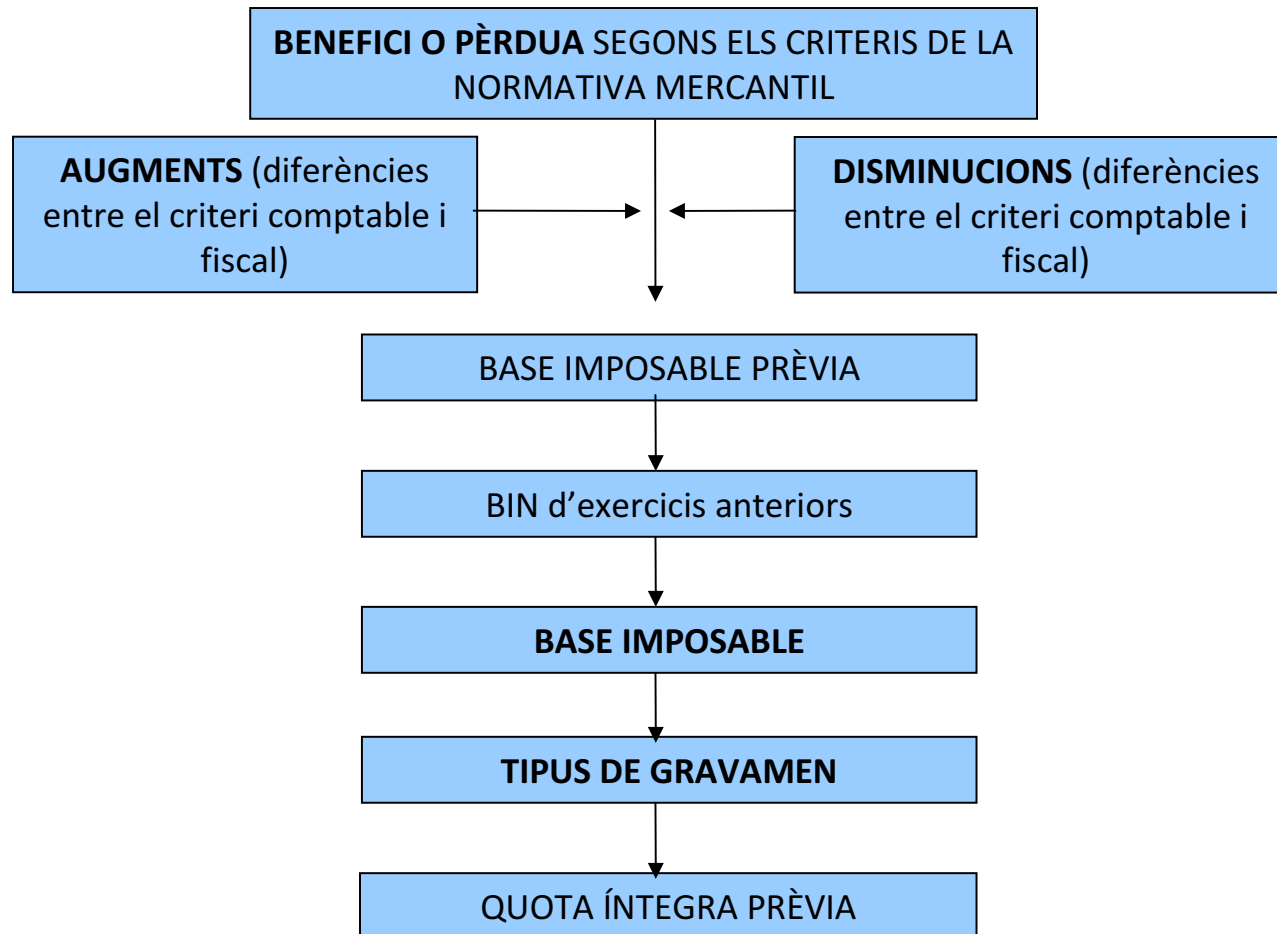 BENEFICI O PÈRDUA SEGONS ELS CRITERIS DE LA
NORMATIVA MERCANTIL
AUGMENTS (diferències
entre el criteri comptable i
fiscal)
DISMINUCIONS (diferències
entre el criteri comptable i
fiscal)
BASE IMPOSABLE PRÈVIA
BIN d’exercicis anteriors
BASE IMPOSABLE
TIPUS DE GRAVAMEN
QUOTA ÍNTEGRA PRÈVIA